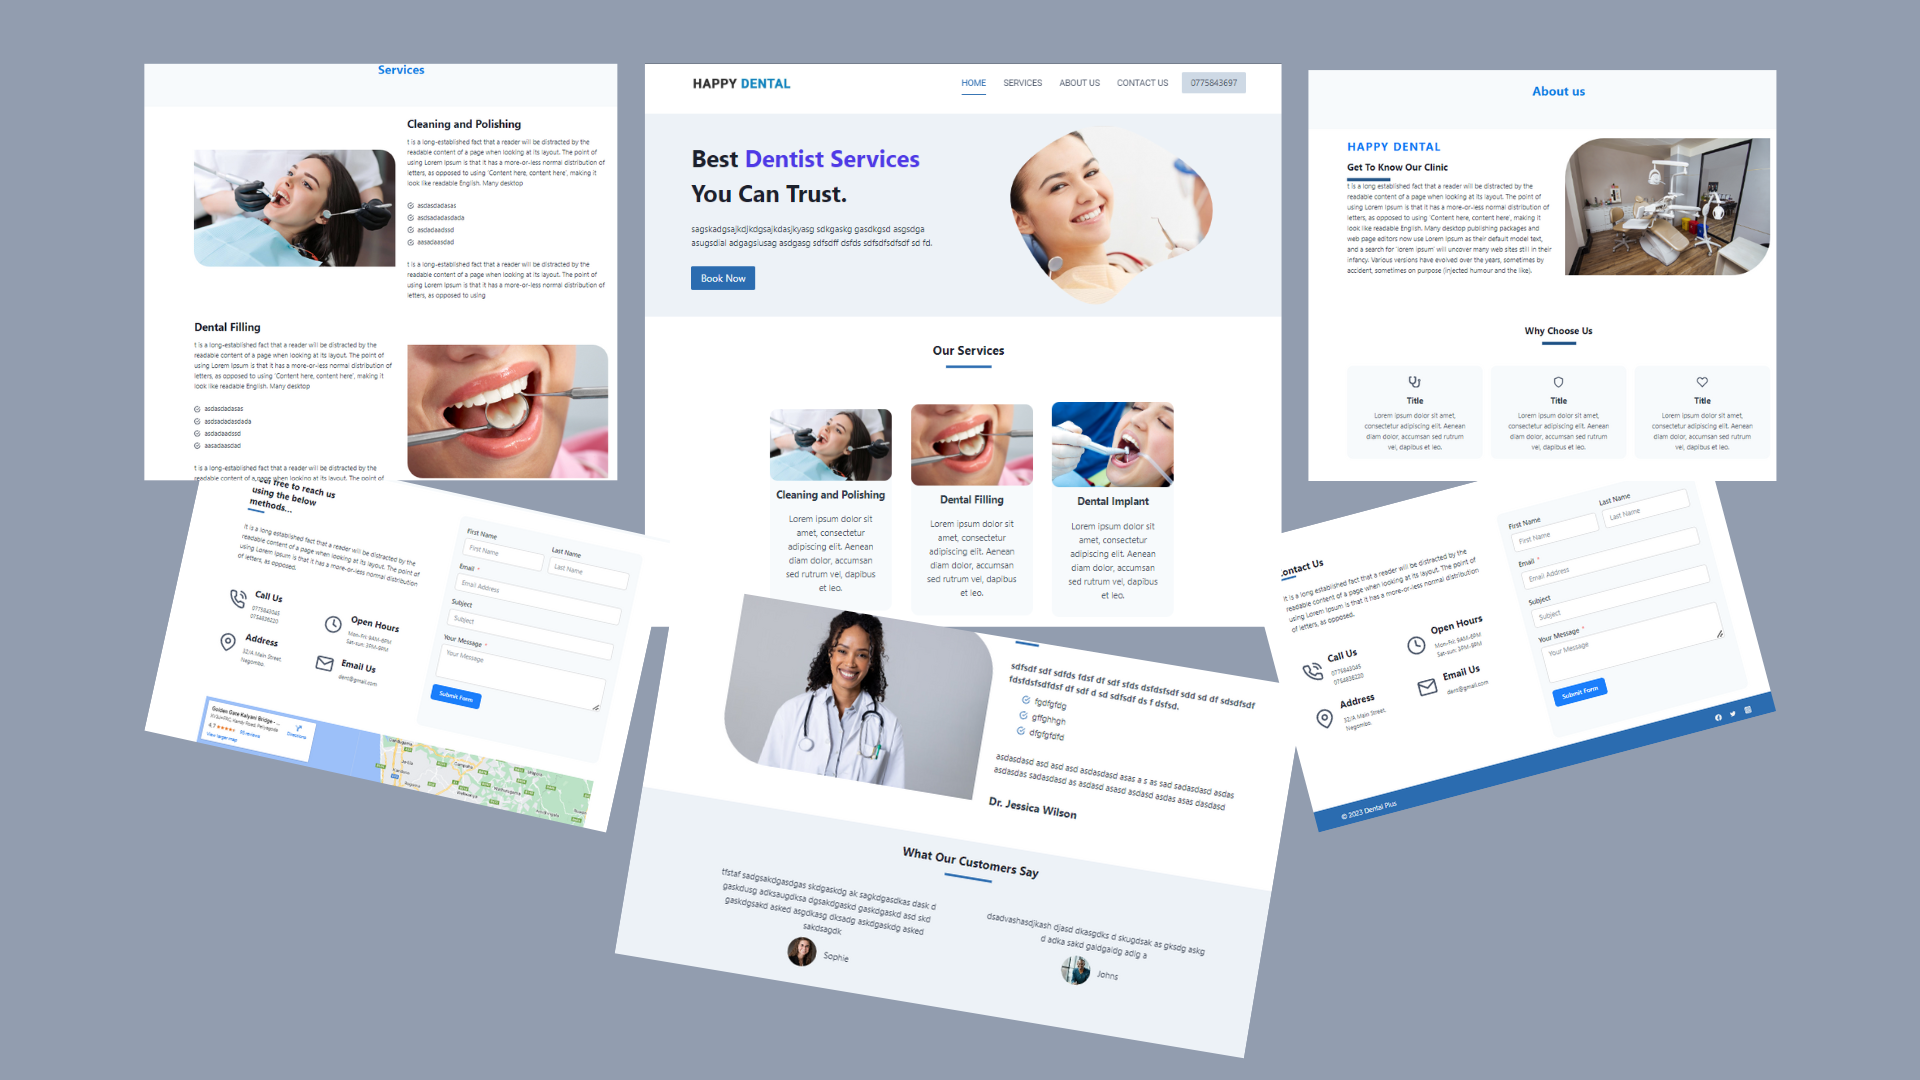 Services
Cleaning and Polishing
t is a long-established fact that a reader will be distracted by the
readable content of a page when looking at its layout. The point of
using Lorem Ipsum is that it has a more-or-less normal distribution of
letters, as opposed to using 'Content here, content here', making it
look like readable English. Many desktop
asdasdadasas
asdsadadasdada
asdadaadssd
aasadaasdad
t is a long-established fact that a reader will be distracted by the
readable content of a page when looking at its layout. The point of
using Lorem Ipsum is that it has a more-or-less normal distribution of
letters, as opposed to using
Dental Filling
t is a long-established fact that a reader will be distracted by the
readable content of a page when looking at its layout. The point of
using Lorem Ipsum is that it has a more-or-less normal distribution of
letters, as opposed to using 'Content here, content here', making it
look like readable English. Many desktop
asdasdadasas
asdsadadasdada
asdadaadssd
aasadaasdad
t is a long-established fact that a reader will be distracted by the
readable content of a page when looking at its layout. The point of
HAPPY DENTAL
HOME SERVICES ABOUT US CONTACT US 0775843697
Best Dentist Services
You Can Trust.
sagskadgsajkdjkdgsajkdasjkyasg sdkgaskg gasdkgsd asgsdga
asugsdial adgagsiusag asdgasg sdfsdff dsfds sdfsdfsdfsdf sd fd.
Book Now
Our Services
Cleaning and Polishing
Lorem ipsum dolor sit
amet, consectetur
adipiscing elit. Aenean
diam dolor, accumsan
sed rutrum vel, dapibus
et leo.
Dental Filling
Lorem ipsum dolor sit
amet, consectetur
adipiscing elit. Aenean
diam dolor, accumsan
sed rutrum vel, dapibus
et leo.
Dental Implant
Lorem ipsum dolor sit
amet, consectetur
adipiscing elit. Aenean
diam dolor, accumsan
sed rutrum vel, dapibus
et leo.
About us
HAPPY DENTAL
Get To Know Our Clinic
t is a long established fact that a reader will be distracted by the
readable content of a page when looking at its layout. The point of
using Lorem Ipsum is that it has a more-or-less normal distribution of
letters, as opposed to using 'Content here, content here', making it
look like readable English. Many desktop publishing packages and
web page editors now use Lorem Ipsum as their default model text,
and a search for 'lorem ipsum' will uncover many web sites still in their
infancy. Various versions have evolved over the years, sometimes by
accident, sometimes on purpose (injected humour and the like).
Why Choose Us
Title
Lorem ipsum dolor sit amet,
consectetur adipiscing elit. Aenean
diam dolor, accumsan sed rutrum
vel, dapibus et leo.
Title
Lorem ipsum dolor sit amet,
consectetur adipiscing elit. Aenean
diam dolor, accumsan sed rutrum
vel, dapibus et leo.
Title
Lorem ipsum dolor sit amet,
consectetur adipiscing elit. Aenean
diam dolor, accumsan sed rutrum
vel, dapibus et leo.
free to reach us
using the below
methods...
It is a long established fact that a reader will be distracted by the
readable content of a page when looking at its layout. The point of
using Lorem Ipsum is that it has a more-or-less normal distribution
of letters, as opposed.
Call Us
0775843045
0754836220
Open Hours
Mon-Fri: 9AM-6PM
Sat-sun: 3PM-8PM
Address
32/A Main Street,
Negombo.
Email Us
dent@gmail.com
First Name
First Name
Last Name
Last Name
Email *
Email Address
Subject
Subject
Your Message *
Your Message
Submit Form
Golden Gate Kalyani Bridge - ...
4.7
Directions
View larger map
sdfsdf sdf sdfds fdsf df sdf sfds dsfdsfsdf sdd sd df sdsdfsdf
fdsfdsfsdfdsf df sdf d sd sdfsdf ds f dsfsd.
fgdfgfdg
gffghhgh
dfgfgfdfd
asdasdasd asd asd asd asdasdasd asas a s as sad sadasdasd asdas
asdasdas sadasdasd as asdasd asasd asdasd asdas asas dasdasd
Dr. Jessica Wilson
What Our Customers Say
tfstaf sadgsakdgasdgas skdgaskdg ak sagkdgasdkas dask d
gaskdusg adksaugdksa dgsakdgaskd gaskdgaskd asd skd
gaskdgsakd asked asgdkasg dksadg askdgaskdg asked
sakdsagdk
Sophie
dsadvashasdjkash djasd dkasgdks d skugdsak as gksdg askg
d adka sakd gaidgaidg adig a
Johns
ontact Us
It is a long established fact that a reader will be distracted by the
readable content of a page when looking at its layout. The point of
using Lorem Ipsum is that it has a more-or-less normal distribution
of letters, as opposed.
Call Us
0775843045
0754836220
Open Hours
Mon-Fri: 9AM-6PM
Sat-sun: 3PM-8PM
Address
32/A Main Street,
Negombo.
Email Us
dent@gmail.com
First Name
First Name
Last Name
Last Name
Email *
Email Address
Subject
Subject
Your Message *
Your Message
Submit Form
© 2023 Dental Plus